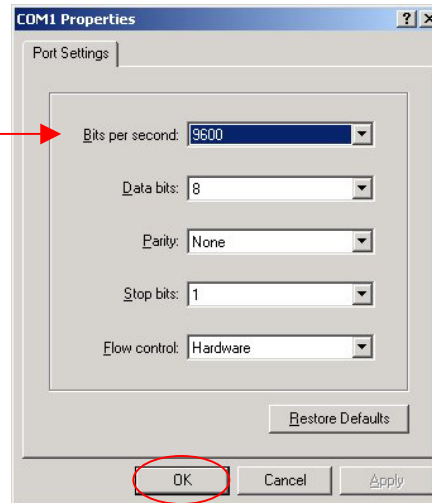 COM1 Properties
Port Settings
Bits per second: 9600
Data bits: 8
Parity: None
Stop bits: 1
Flow control: Hardware
Restore Defaults
OK Cancel Apply